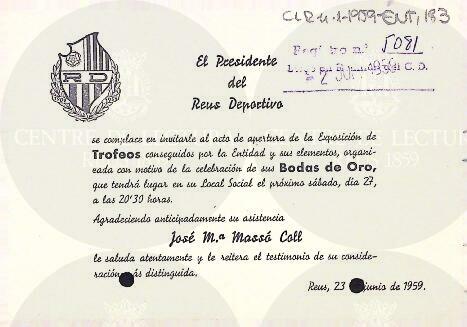 CLR 4-1-1959-ENT, 183
5081
RD
El Presidente
del
Reus Deportivo
se complace en invitarle al acto de apertura de la Exposición de
Trofeos conseguidos por la Entidad y sus elementos, organi-
zada con motivo de la celebración de sus Bodas de Oro,
que tendrá lugar en su Local Social el próximo sábado, día 27,
a las 20'30 horas.
Agradeciendo anticipadamente su asistencia
José M.ª Massó Coll
le saluda atentamente y le reitera el testimonio de su conside-
ración más distinguida.
Reus, 23 junio de 1959.